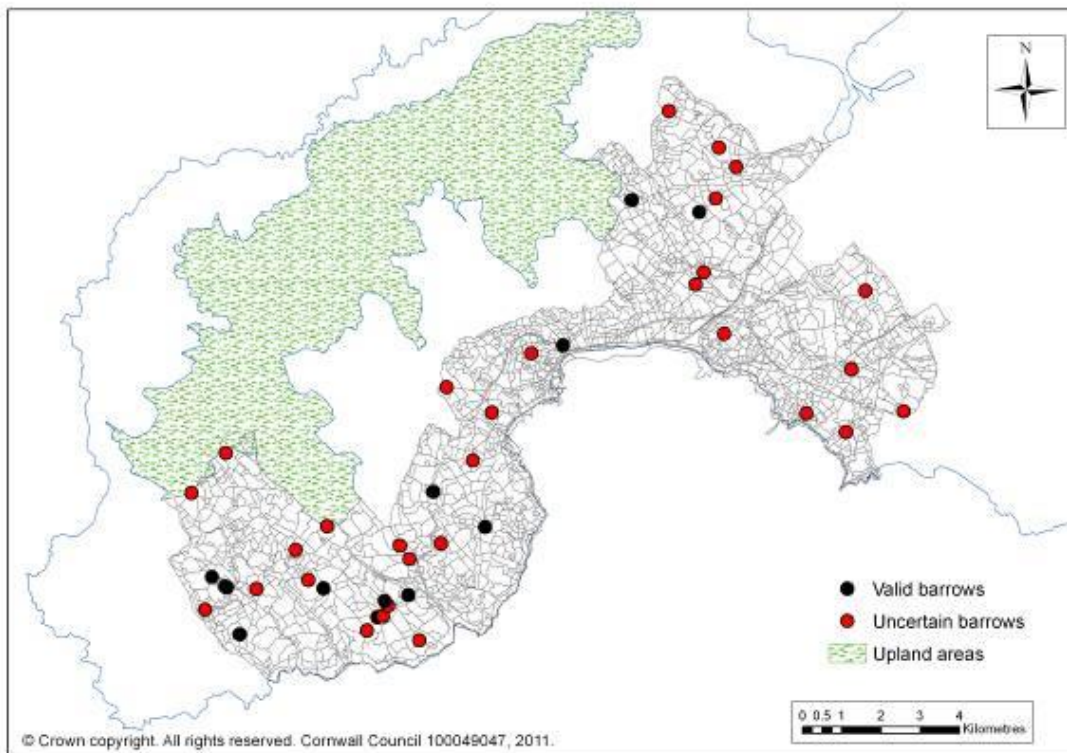 N
Valid barrows
Uncertain barrows
Upland areas
0 0.5 1 2 3 4
Kilometres
© Crown copyright. All rights reserved. Cornwall Council 100049047, 2011.